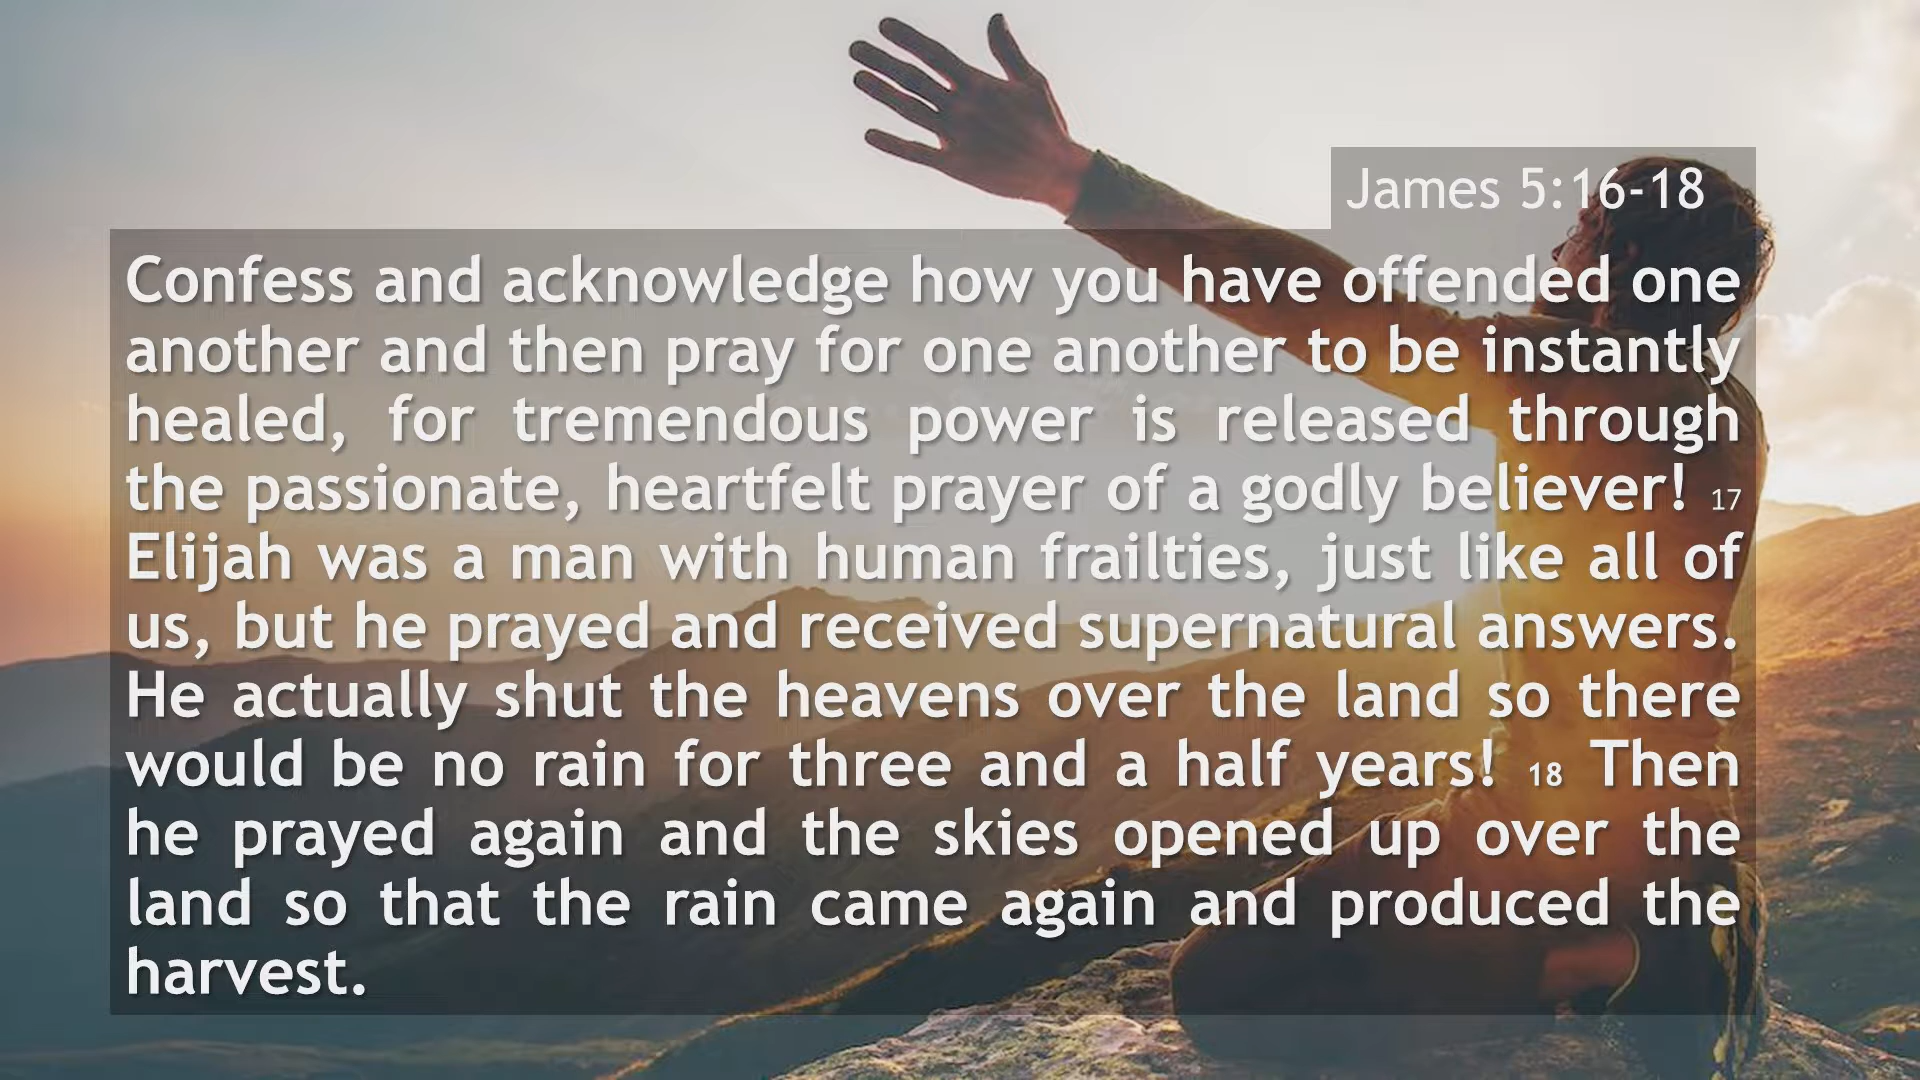 James 5:16-18
Confess and acknowledge how you have offended one
another and then pray for one another to be instantly
healed, for tremendous power is released through
the passionate, heartfelt prayer of a godly believer! 17
Elijah was a man with human frailties, just like all of
us, but he prayed and received supernatural answers.
He actually shut the heavens over the land so there
would be no rain for three and a half years! 18 Then
he prayed again and the skies opened up over the
land so that the rain came again and produced the
harvest.